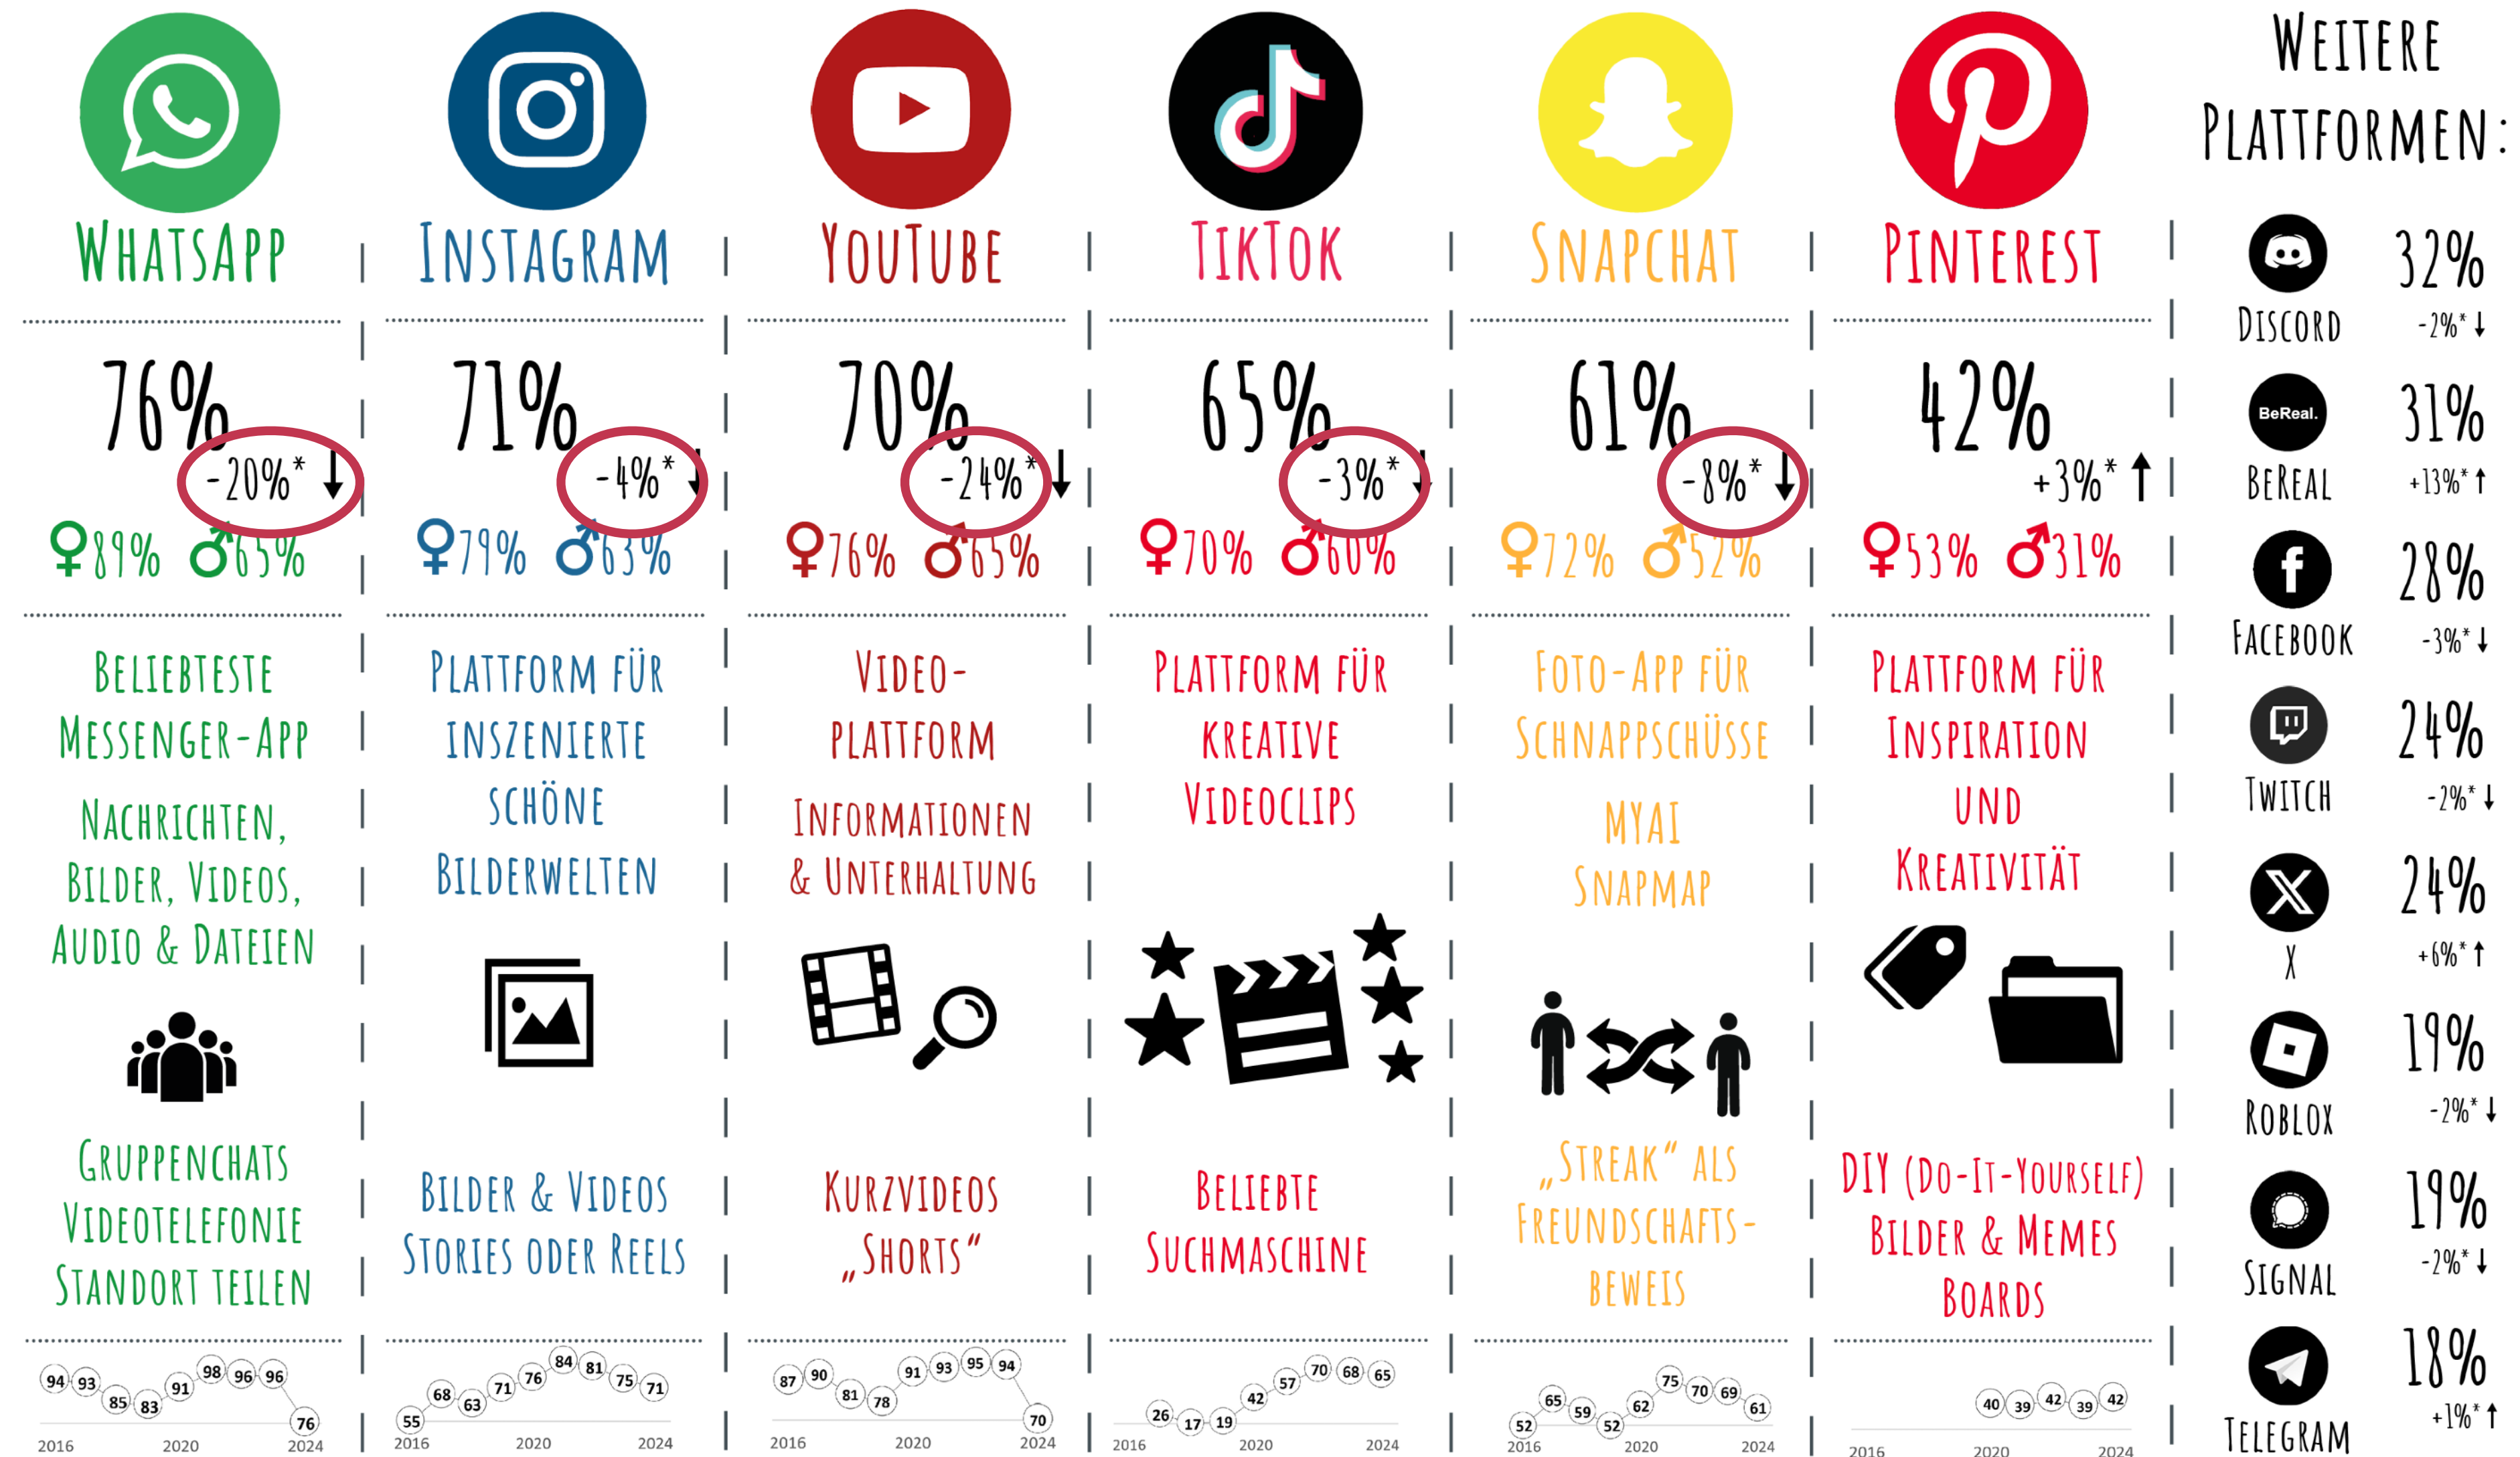 WhatsApp
76%
-20%* ↓
♀89% ♂65%
Beliebteste
Messenger-App
Nachrichten,
Bilder, Videos,
Audio & Dateien
Gruppenchats
Videotelefonie
Standort teilen
94 93 85 83 91 98 96 96 76
2016 2020 2024
Instagram
71%
-4%* ↓
♀79% ♂63%
Plattform für
inszenierte
schöne
Bilderwelten
Bilder & Videos
Stories oder Reels
55 68 63 71 76 84 81 75 71
2016 2020 2024
YouTube
70%
-24%* ↓
♀76% ♂65%
Video-
plattform
Informationen
& Unterhaltung
Kurzvideos
„Shorts“
87 90 81 78 91 93 95 94 70
2016 2020 2024
TikTok
65%
-3%* ↓
♀70% ♂60%
Plattform für
kreative
Videoclips
Beliebte
Suchmaschine
26 17 19 42 57 70 68 65
2016 2020 2024
Snapchat
61%
-8%* ↓
♀72% ♂52%
Foto-App für
Schnappschüsse
MyAI
Snapmap
„Streak“ als
Freundschafts-
beweis
52 65 59 52 62 75 70 69 61
2016 2020 2024
Pinterest
42%
+3%* ↑
♀53% ♂31%
Plattform für
Inspiration
und
Kreativität
DIY (Do-It-Yourself)
Bilder & Memes
Boards
40 39 42 39 42
2016 2020 2024
Weitere
Plattformen:
32%
Discord -2%* ↓
BeReal. 31%
BeReal +13%* ↑
28%
Facebook -3%* ↓
24%
Twitch -2%* ↓
24%
X +6%* ↑
19%
Roblox -2%* ↓
19%
Signal -2%* ↓
18%
Telegram +1%* ↑